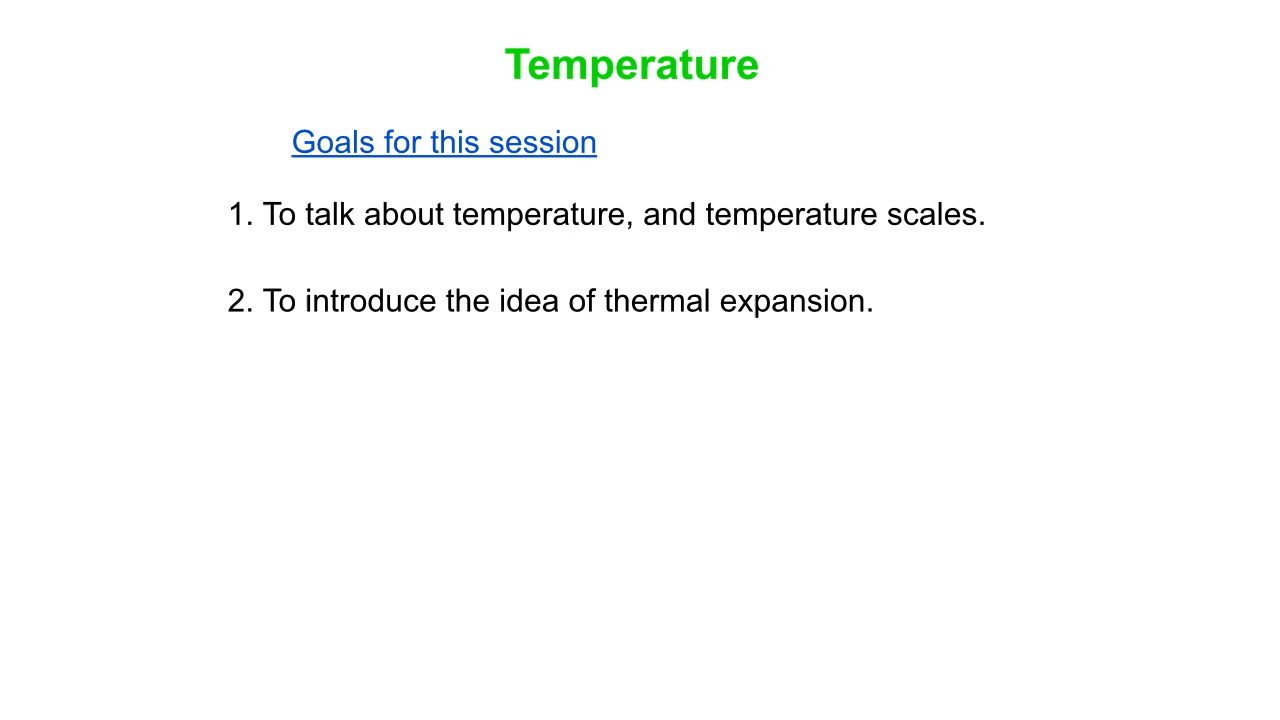 Temperature
Goals for this session
1. To talk about temperature, and temperature scales.
2. To introduce the idea of thermal expansion.